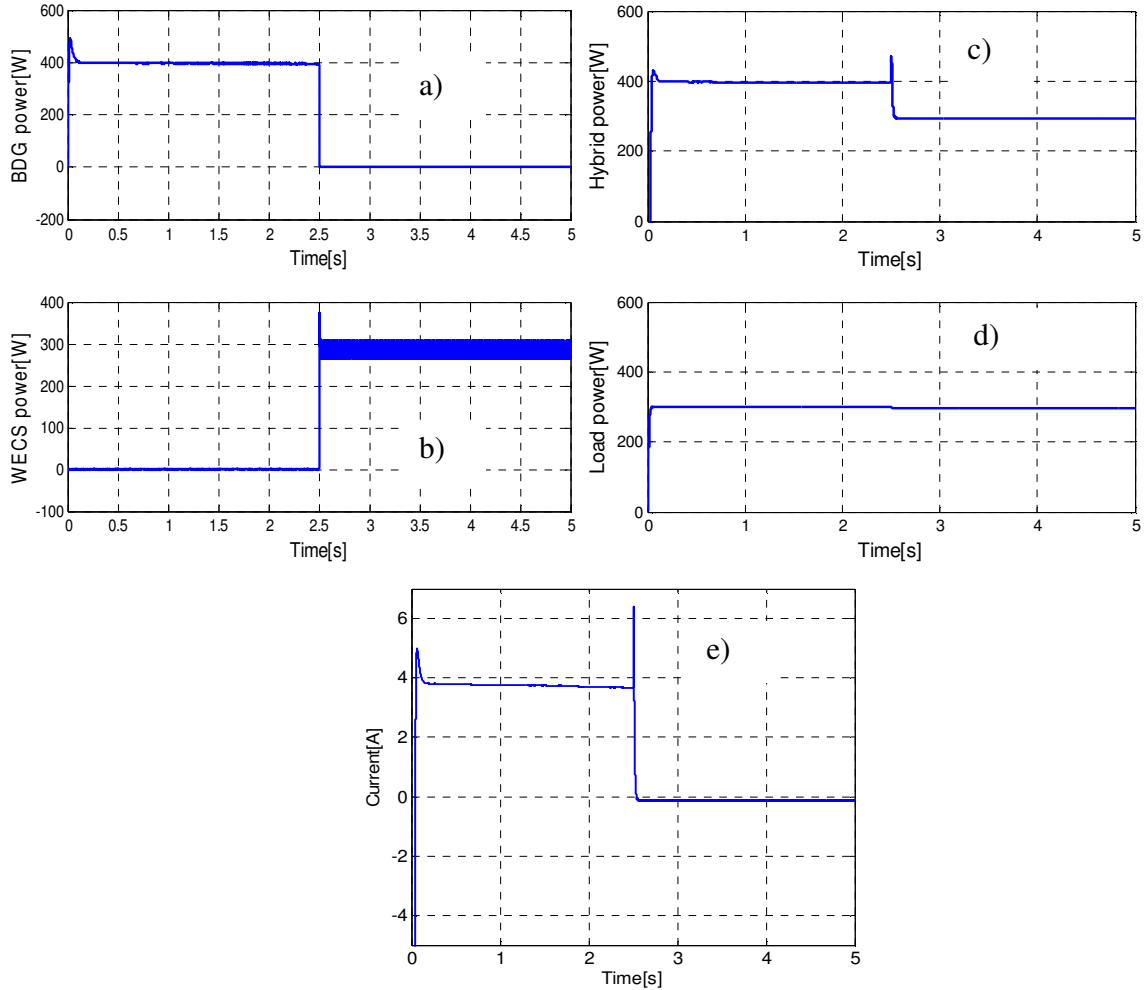 BDG power[W]
600
400
200
0
-200
a)
0 0.5 1 1.5 2 2.5 3 3.5 4 4.5 5
Time[s]
Hybrid power[W]
600
400
200
0
c)
0 1 2 3 4 5
Time[s]
WECS power[W]
400
300
200
100
0
-100
b)
0 0.5 1 1.5 2 2.5 3 3.5 4 4.5 5
Time[s]
Load power[W]
600
400
200
0
d)
0 1 2 3 4 5
Time[s]
Current[A]
6
4
2
0
-2
-4
e)
0 1 2 3 4 5
Time[s]